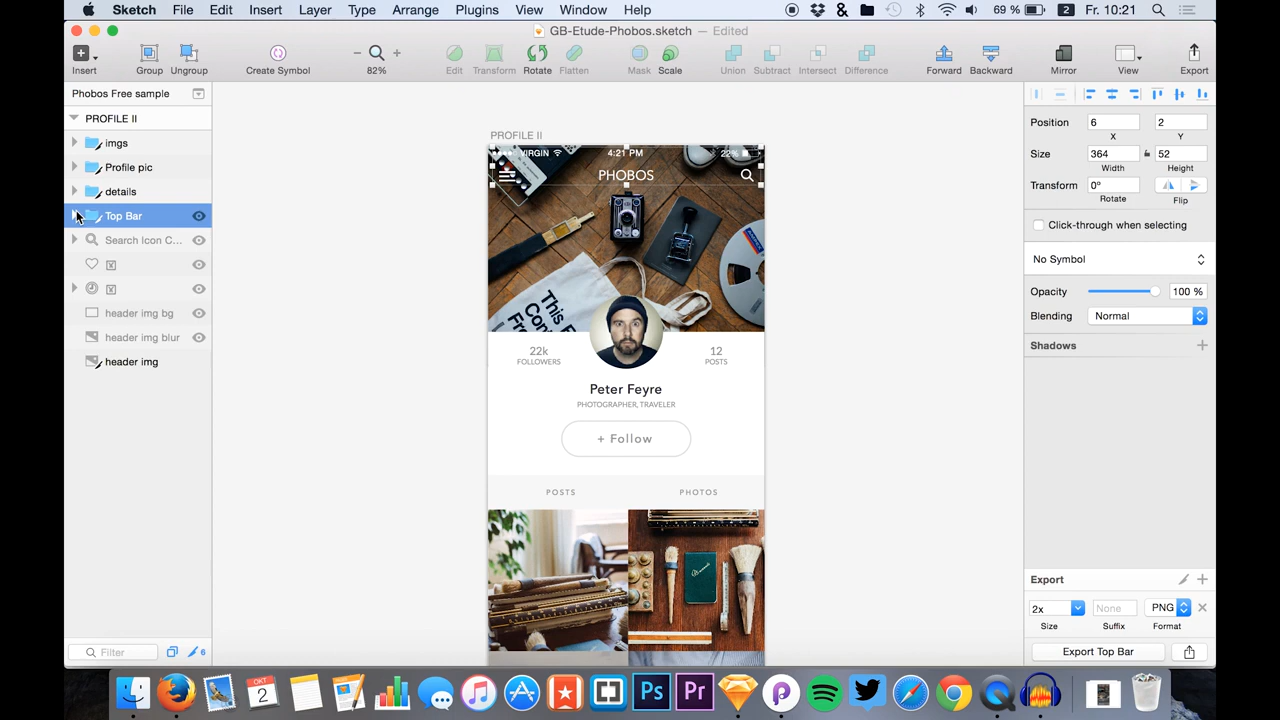 Sketch File Edit Insert Layer Type Arrange Plugins View Window Help 69 % 2 Fr. 10:21
GB-Etude-Phobos.sketch — Edited
Insert Group Ungroup Create Symbol − 82% + Edit Transform Rotate Flatten Mask Scale Union Subtract Intersect Difference Forward Backward Mirror View Export
Phobos Free sample
PROFILE II
imgs
Profile pic
details
Top Bar
Search Icon C...
header img bg
header img blur
header img
Filter 6
PROFILE II
VIRGIN 4:21 PM 22%
PHOBOS
22k
FOLLOWERS
12
POSTS
Peter Feyre
PHOTOGRAPHER, TRAVELER
+ Follow
POSTS PHOTOS
Position 6 2
X Y
Size 364 52
Width Height
Transform 0°
Rotate Flip
Click-through when selecting
No Symbol
Opacity 100 %
Blending Normal
Shadows +
Export +
2x None PNG
Size Suffix Format
Export Top Bar
OKT
2
Ps Pr